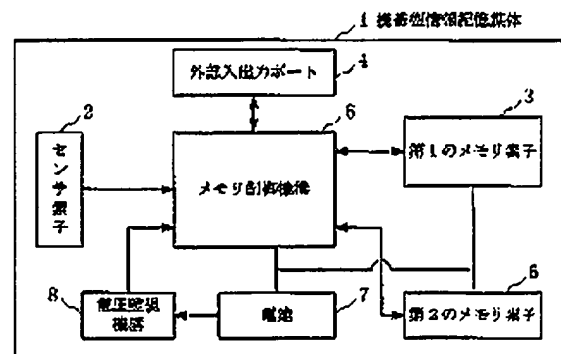 1 携帯型情報記憶媒体
外部入出力ポート
4
2
センサ素子
6
メモリ制御機構
3
第1のメモリ素子
8
電圧監視
機器
電池
7
5
第2のメモリ素子